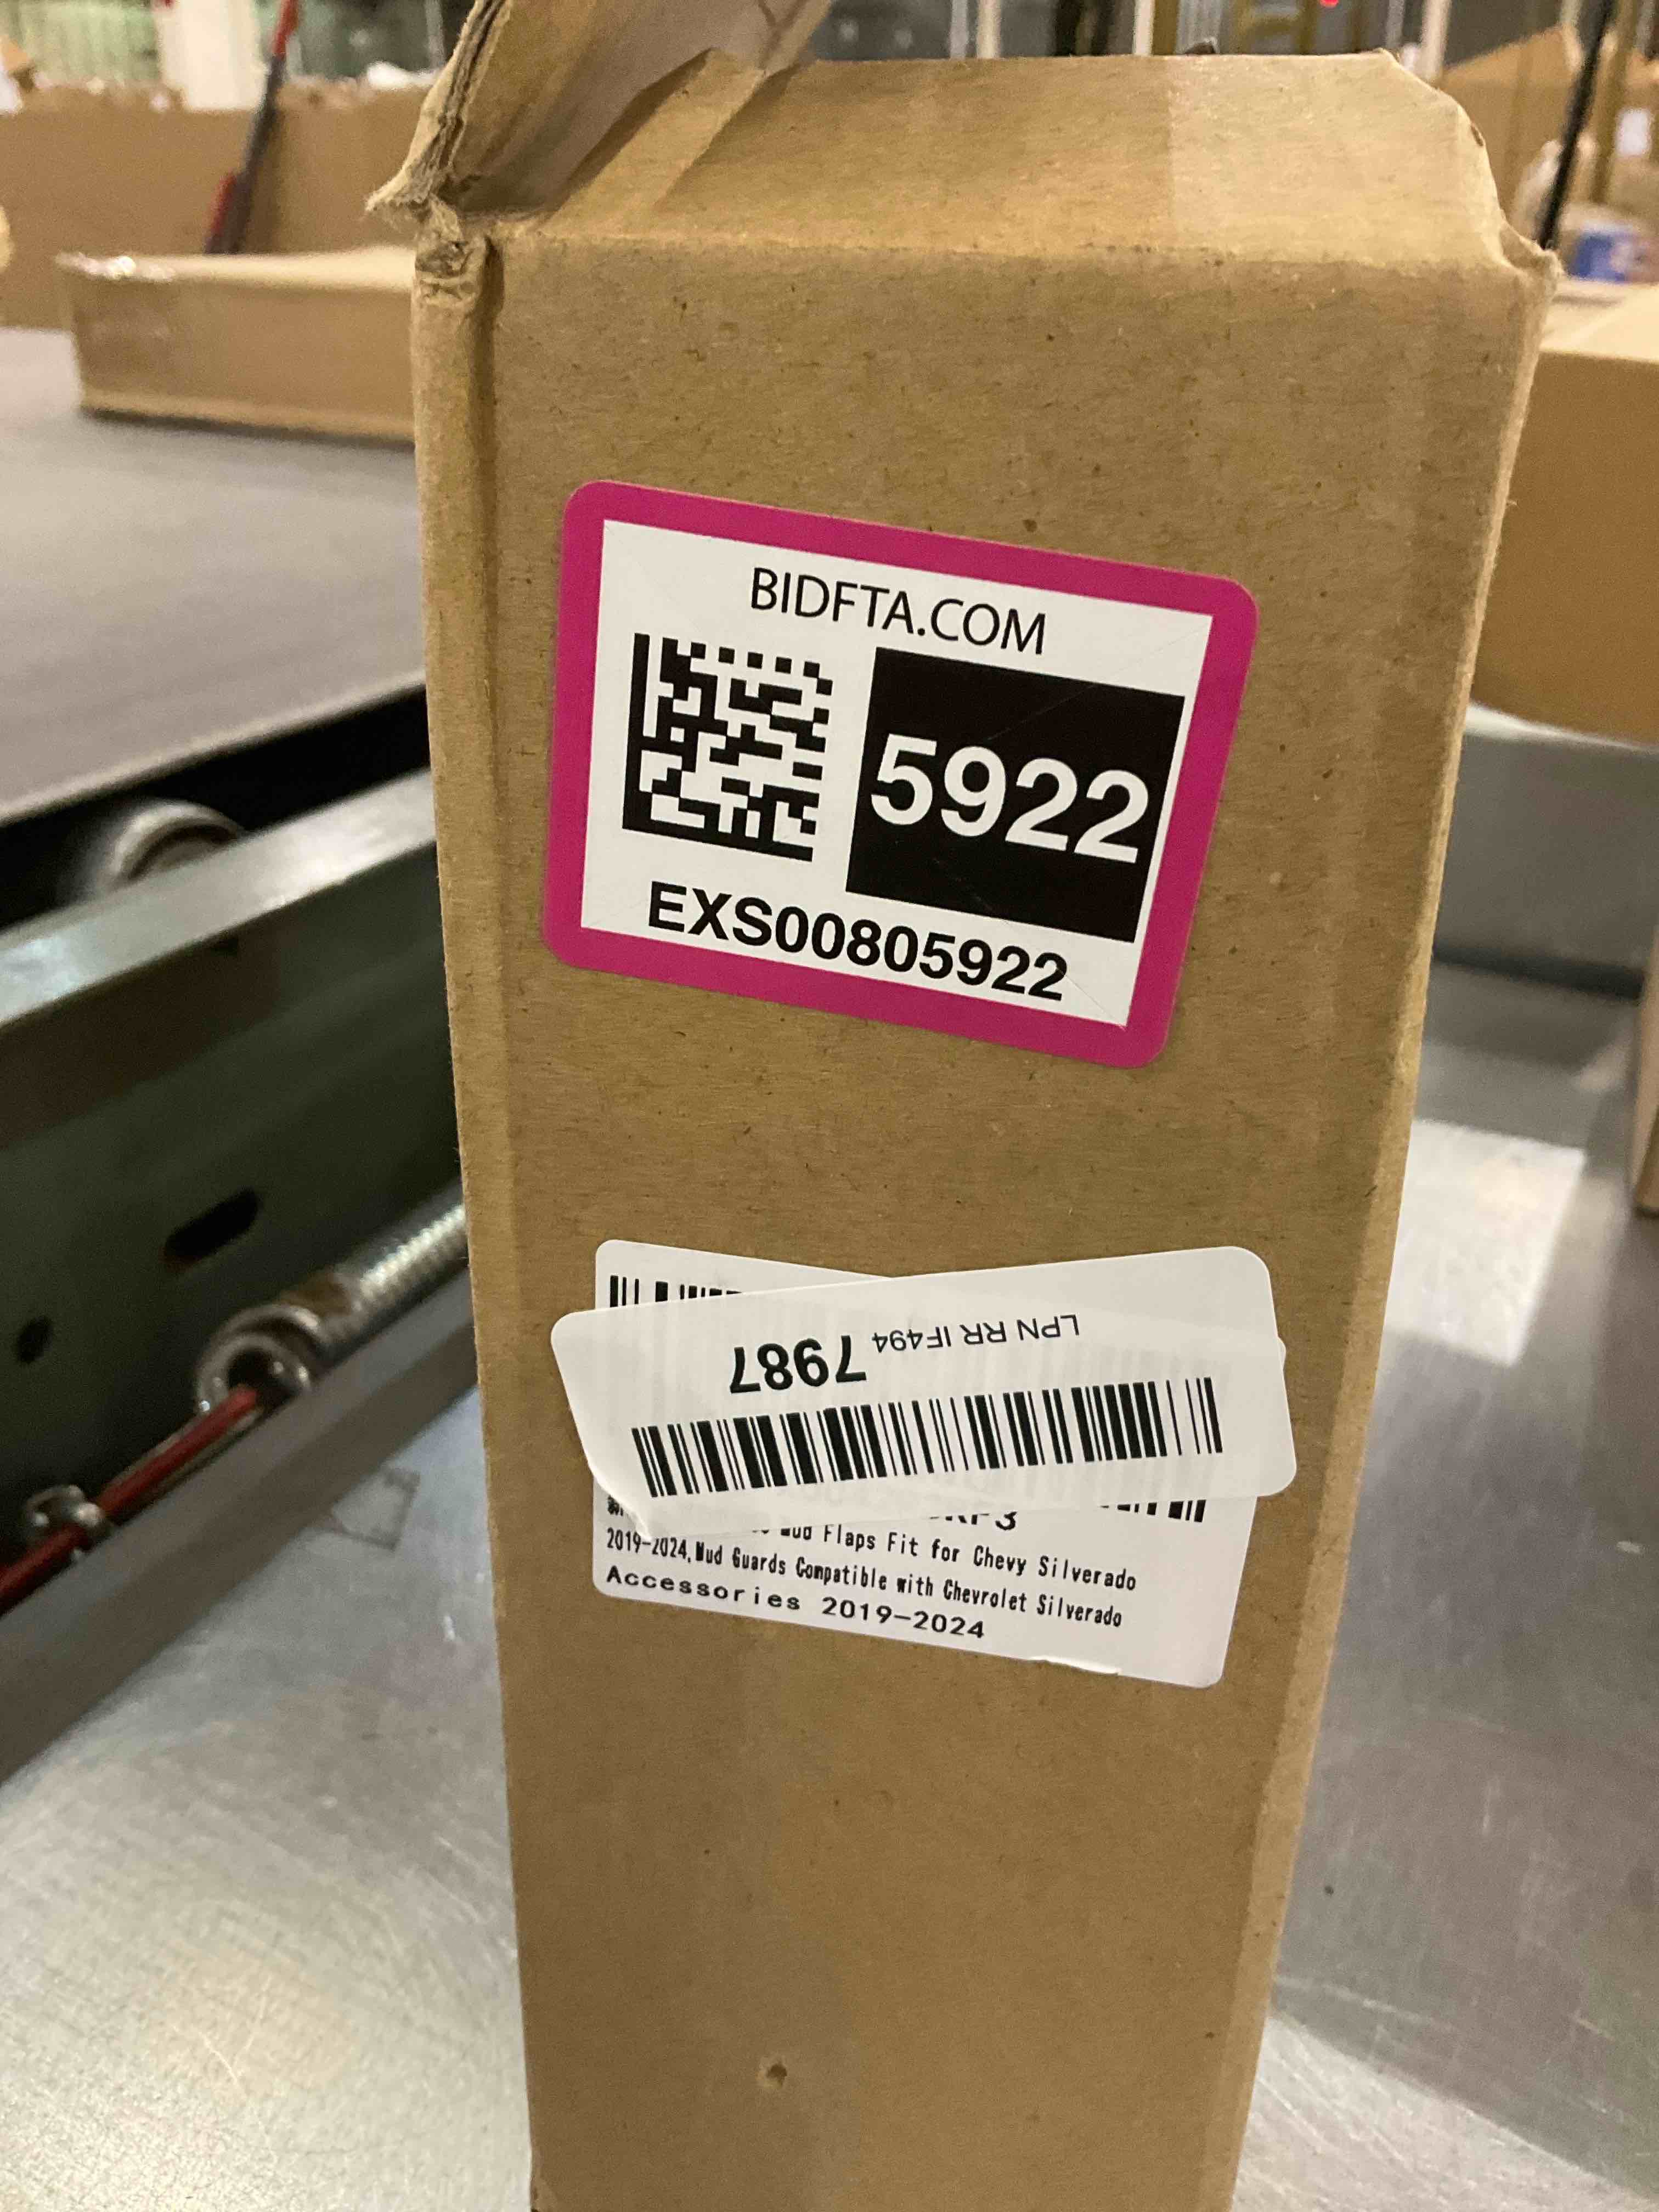 BIDFTA.COM
5922
EXS00805922
LPN RR IF494 7987
Flaps Fit for Chevy Silverado
2019-2024, Mud Guards Compatible with Chevrolet Silverado
Accessories 2019-2024